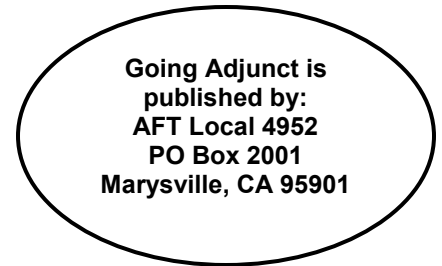 Going Adjunct is
published by:
AFT Local 4952
PO Box 2001
Marysville, CA 95901